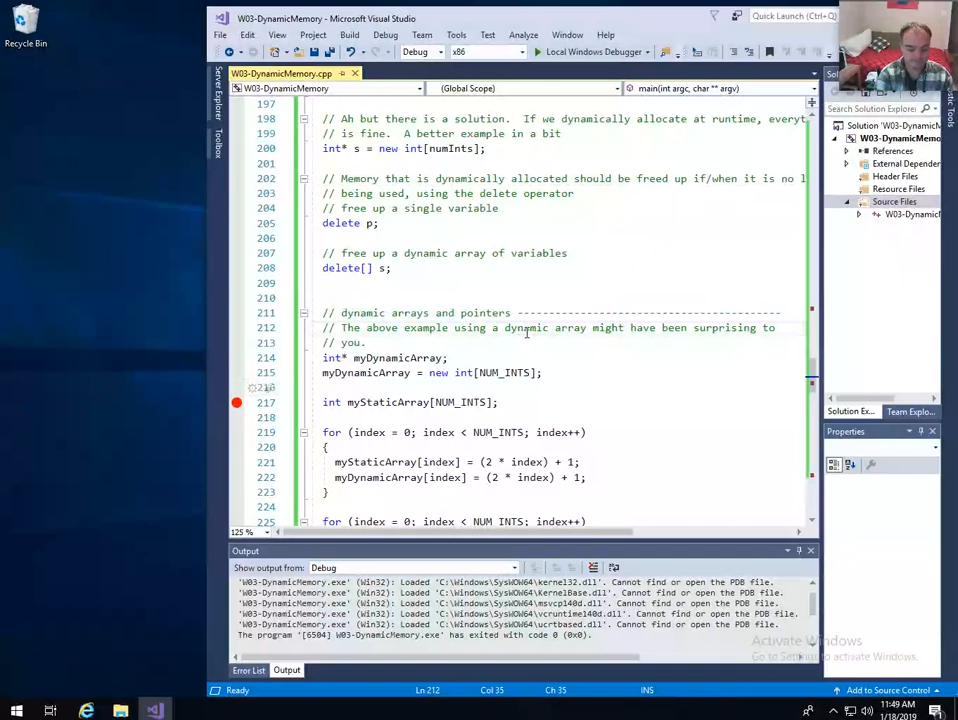 Recycle Bin
W03-DynamicMemory - Microsoft Visual Studio
Quick Launch (Ctrl+Q)
File Edit View Project Build Debug Team Tools Test Analyze Window Help
Debug x86 Local Windows Debugger
W03-DynamicMemory.cpp
W03-DynamicMemory (Global Scope) main(int argc, char ** argv)
Server Explorer
Toolbox
197
198 // Ah but there is a solution. If we dynamically allocate at runtime, everyt
199 // is fine. A better example in a bit
200 int* s = new int[numInts];
201
202 // Memory that is dynamically allocated should be freed up if/when it is no l
203 // being used, using the delete operator
204 // free up a single variable
205 delete p;
206
207 // free up a dynamic array of variables
208 delete[] s;
209
210
211 // dynamic arrays and pointers ------------------------------------------
212 // The above example using a dynamic array might have been surprising to
213 // you.
214 int* myDynamicArray;
215 myDynamicArray = new int[NUM_INTS];
216
217 int myStaticArray[NUM_INTS];
218
219 for (index = 0; index < NUM_INTS; index++)
220 {
221 myStaticArray[index] = (2 * index) + 1;
222 myDynamicArray[index] = (2 * index) + 1;
223 }
224
225 for (index = 0; index < NUM_INTS; index++)
125 %
Search Solution Explorer
Solution 'W03-DynamicM
W03-DynamicMemo
References
External Dependen
Header Files
Resource Files
Source Files
W03-DynamicM
Solution Ex... Team Explo...
Properties
Output
Show output from: Debug
'W03-DynamicMemory.exe' (Win32): Loaded 'C:\Windows\SysWOW64\kernel32.dll'. Cannot find or open the PDB file.
'W03-DynamicMemory.exe' (Win32): Loaded 'C:\Windows\SysWOW64\KernelBase.dll'. Cannot find or open the PDB file.
'W03-DynamicMemory.exe' (Win32): Loaded 'C:\Windows\SysWOW64\msvcp140d.dll'. Cannot find or open the PDB file.
'W03-DynamicMemory.exe' (Win32): Loaded 'C:\Windows\SysWOW64\vcruntime140d.dll'. Cannot find or open the PDB file.
'W03-DynamicMemory.exe' (Win32): Loaded 'C:\Windows\SysWOW64\ucrtbased.dll'. Cannot find or open the PDB file.
The program '[6504] W03-DynamicMemory.exe' has exited with code 0 (0x0).
Activate Windows
Go to Settings to activate Windows.
Error List Output
Ready Ln 212 Col 35 Ch 35 INS Add to Source Control
11:49 AM
1/18/2019